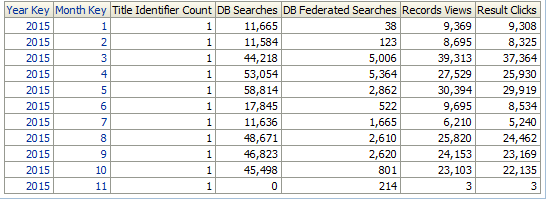 Year Key Month Key Title Identifier Count DB Searches DB Federated Searches Records Views Result Clicks
2015 1 1 11,665 38 9,369 9,308
2015 2 1 11,584 123 8,695 8,325
2015 3 1 44,218 5,006 39,313 37,364
2015 4 1 53,054 5,364 27,529 25,930
2015 5 1 58,814 2,862 30,394 29,919
2015 6 1 17,845 522 9,695 8,534
2015 7 1 11,636 1,665 6,210 5,240
2015 8 1 48,671 2,610 25,820 24,462
2015 9 1 46,823 2,620 24,153 23,169
2015 10 1 45,498 801 23,103 22,135
2015 11 1 0 214 3 3